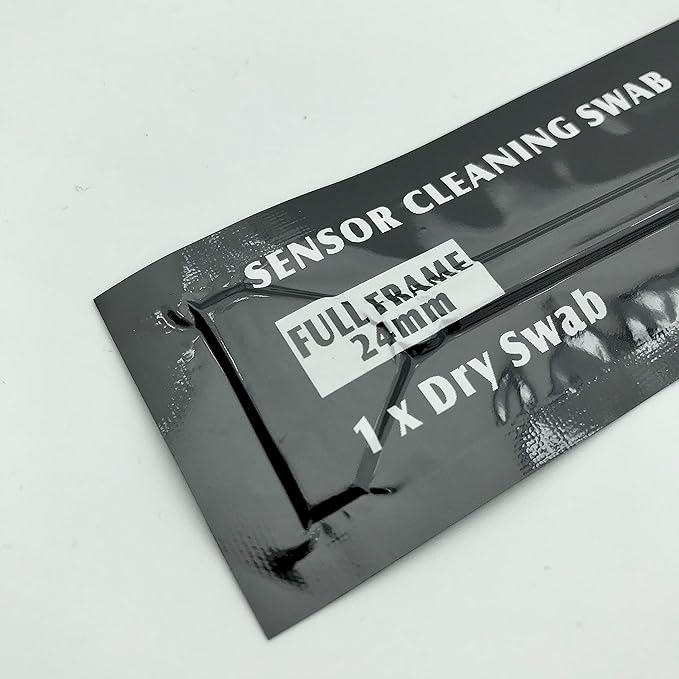 SENSOR CLEANING SWAB
FULL FRAME
24mm
1 x Dry Swab